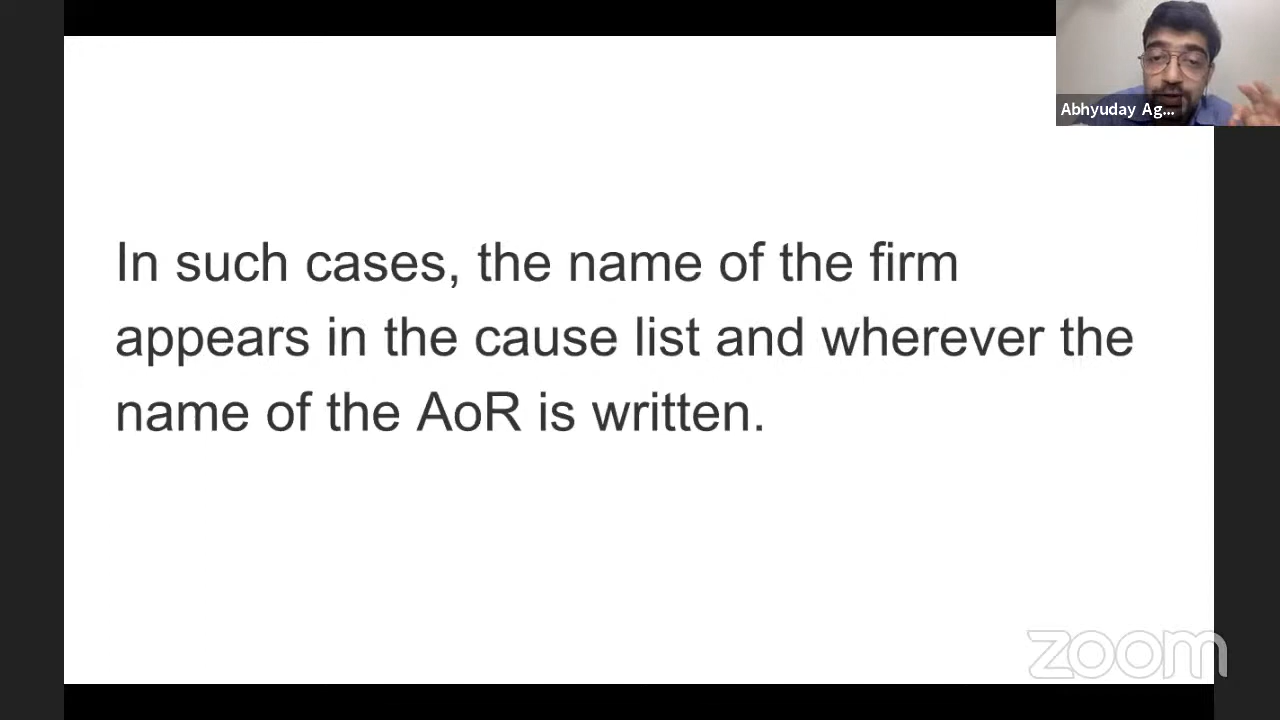 Abhyuday Ag...
In such cases, the name of the firm
appears in the cause list and wherever the
name of the AoR is written.
zoom